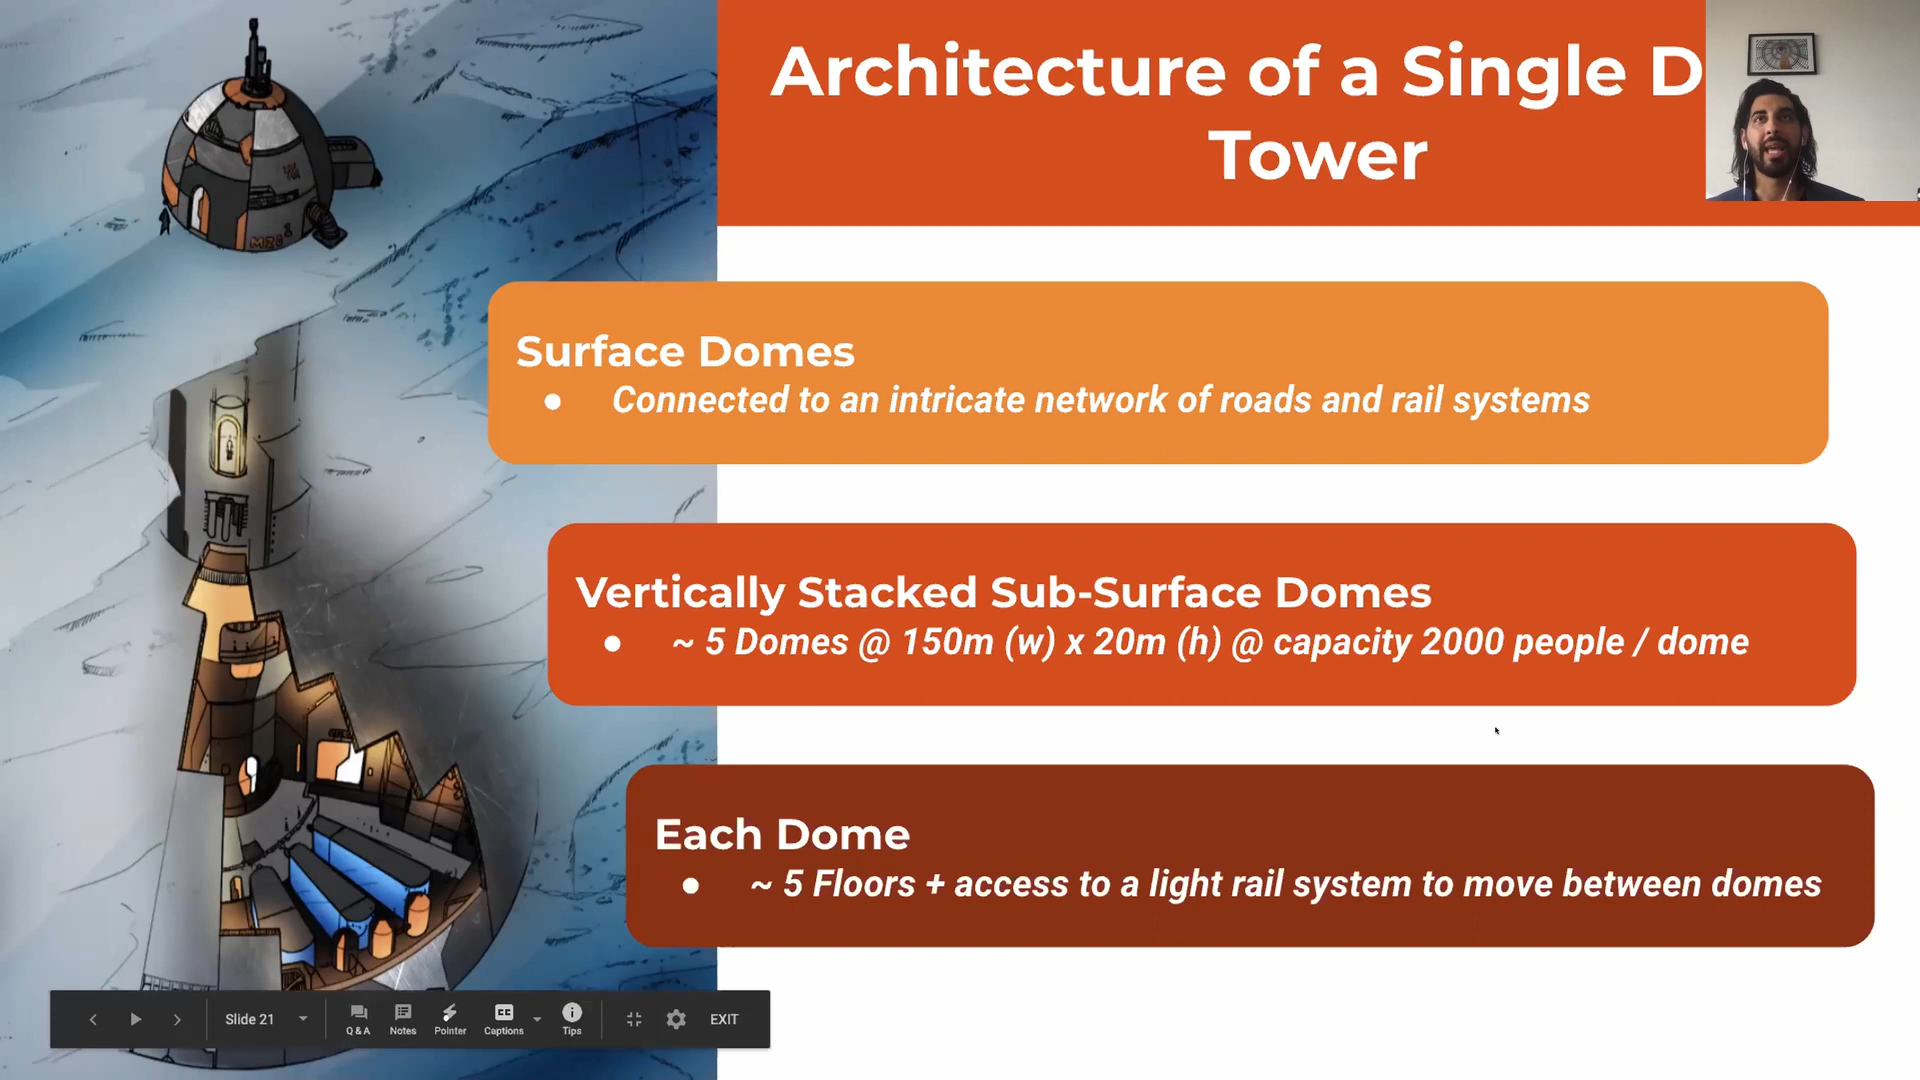 Architecture of a Single D
Tower
Surface Domes
● Connected to an intricate network of roads and rail systems
Vertically Stacked Sub-Surface Domes
● ~ 5 Domes @ 150m (w) x 20m (h) @ capacity 2000 people / dome
Each Dome
● ~ 5 Floors + access to a light rail system to move between domes
Slide 21
Q & A
Notes
Pointer
Captions
Tips
EXIT